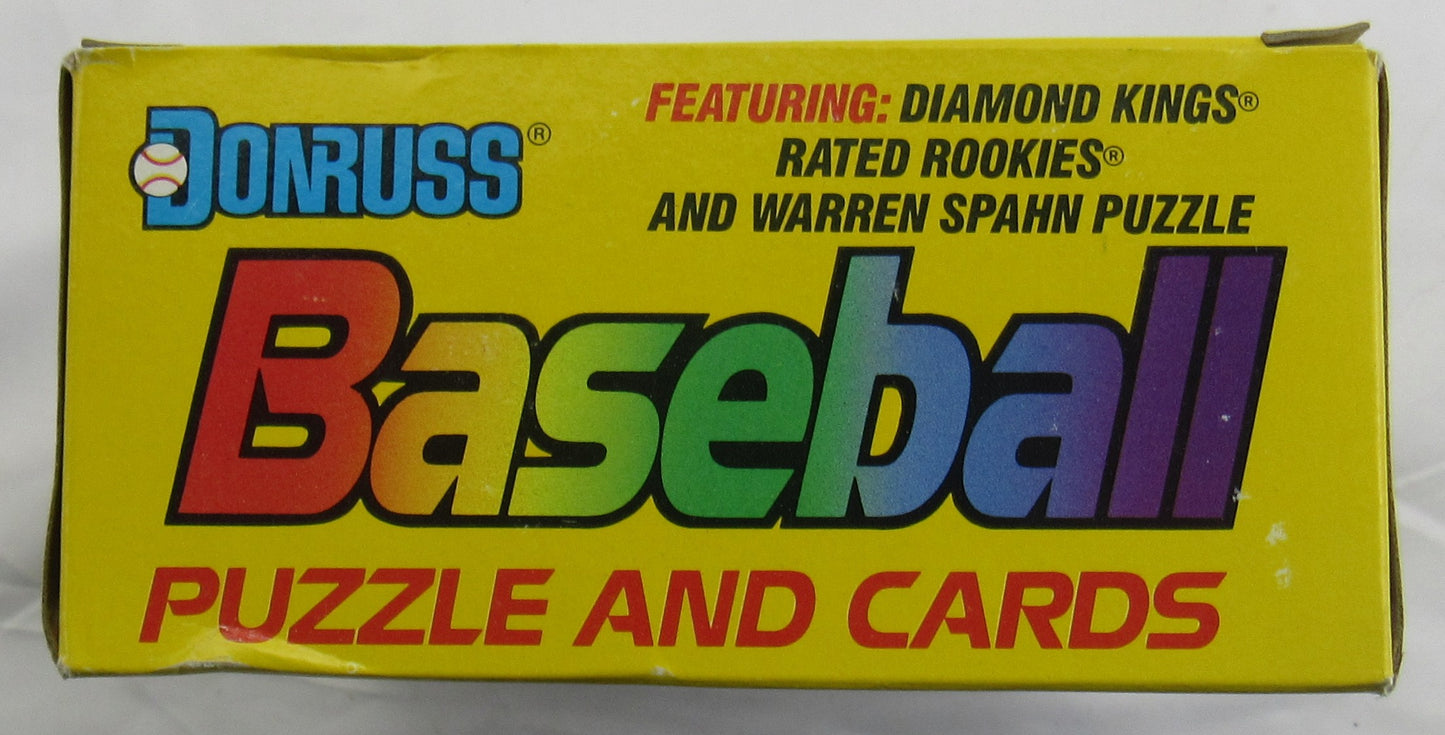 DONRUSS®
FEATURING: DIAMOND KINGS®
RATED ROOKIES®
AND WARREN SPAHN PUZZLE
Baseball
PUZZLE AND CARDS